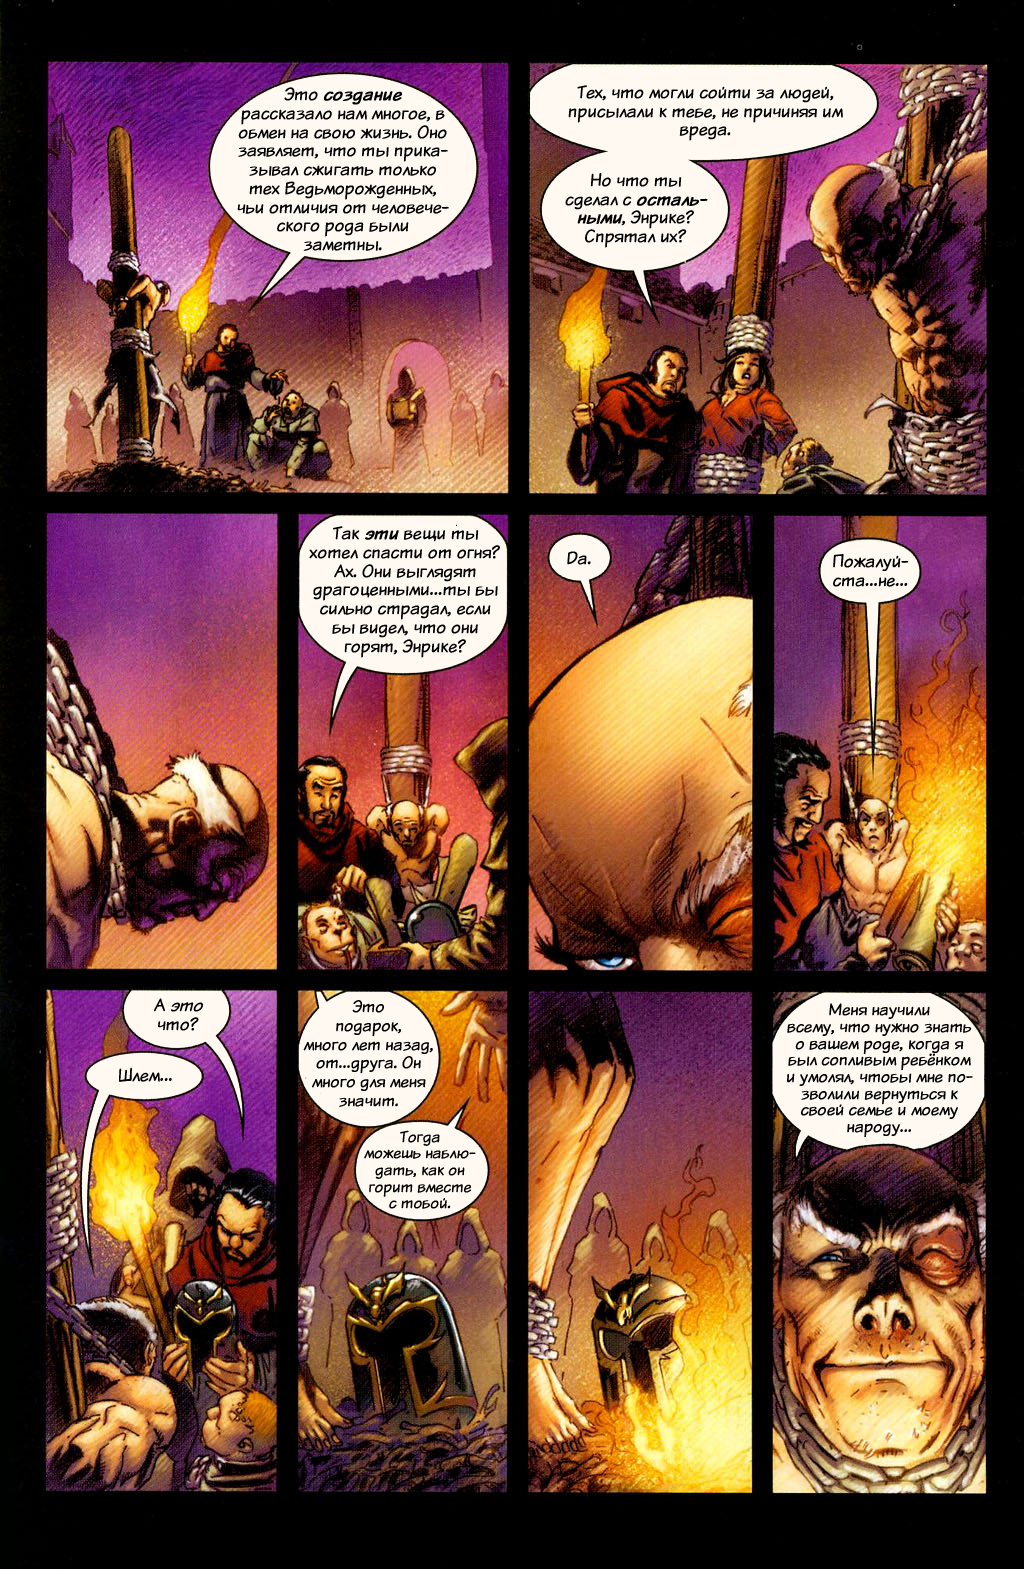 Это создание
рассказало нам многое, в
обмен на свою жизнь. Оно
заявляет, что ты прика-
зывал сжигать только
тех Ведьморожденных,
чьи отличия от человече-
ского рода были
заметны.
Тех, что могли сойти за людей,
присылали к тебе, не причиняя им
вреда.
Но что ты
сделал с осталь-
ными, Энрике?
Спрятал их?
Так эти вещи ты
хотел спасти от огня?
Ах. Они выглядят
драгоценными...ты бы
сильно страдал, если
бы видел, что они
горят, Энрике?
Да.
Пожалуй-
ста...не...
А это
что?
Шлем...
Это
подарок,
много лет назад,
от...друга. Он
много для меня
значит.
Тогда
можешь наблю-
дать, как он
горит вместе
с тобой.
Меня научили
всему, что нужно знать
о вашем роде, когда я
был сопливым ребёнком
и умолял, чтобы мне по-
зволили вернуться к
своей семье и моему
народу...